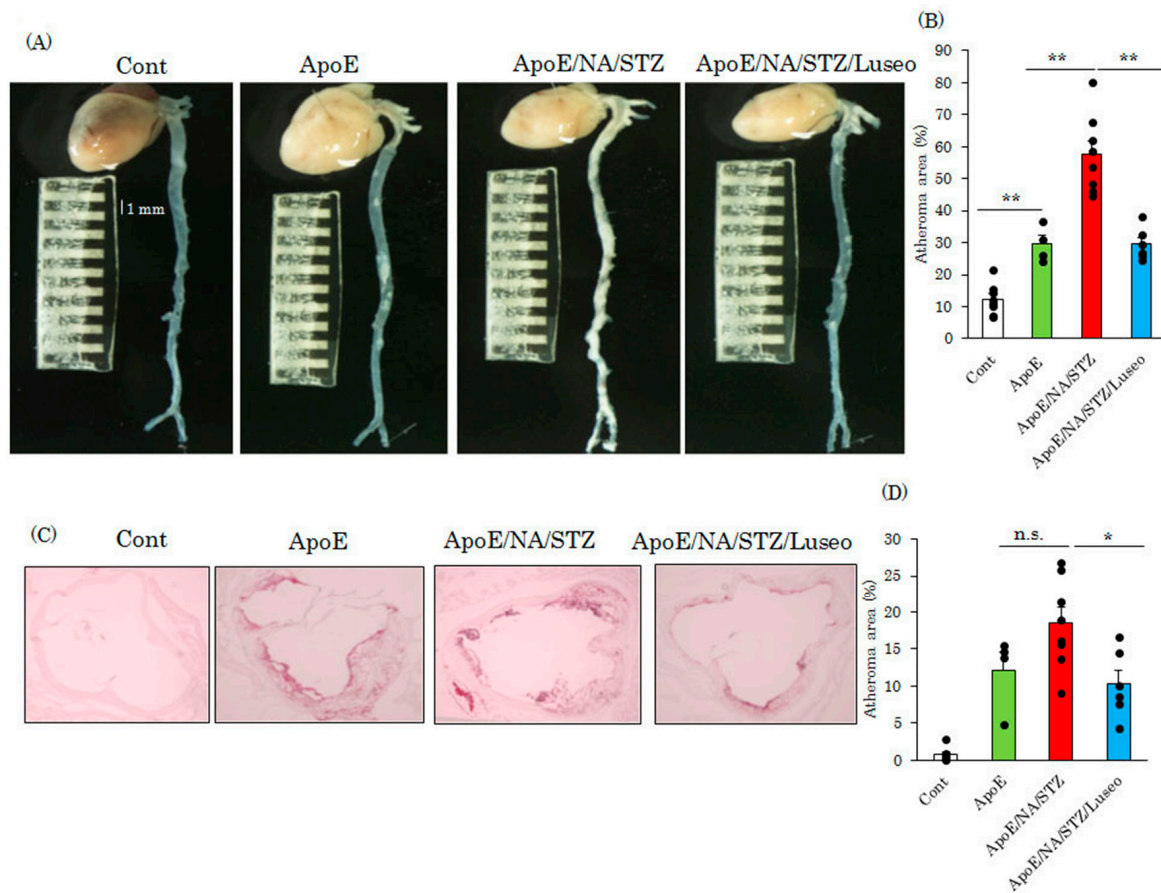 (A)
Cont
ApoE
ApoE/NA/STZ
ApoE/NA/STZ/Luseo
1 mm
(B)
Atheroma area (%)
90
80
70
60
50
40
30
20
10
0
**
**
**
Cont
ApoE
ApoE/NA/STZ
ApoE/NA/STZ/Luseo
(C)
Cont
ApoE
ApoE/NA/STZ
ApoE/NA/STZ/Luseo
(D)
Atheroma area (%)
30
25
20
15
10
5
0
n.s.
*
Cont
ApoE
ApoE/NA/STZ
ApoE/NA/STZ/Luseo